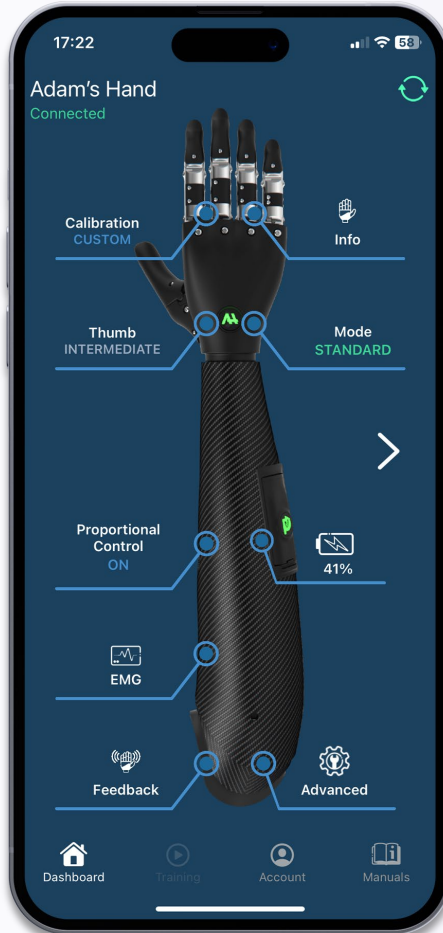 17:22
58
Adam's Hand
Connected
Calibration
CUSTOM
Info
Thumb
INTERMEDIATE
Mode
STANDARD
Proportional
Control
ON
41%
EMG
Feedback
Advanced
Dashboard
Training
Account
Manuals